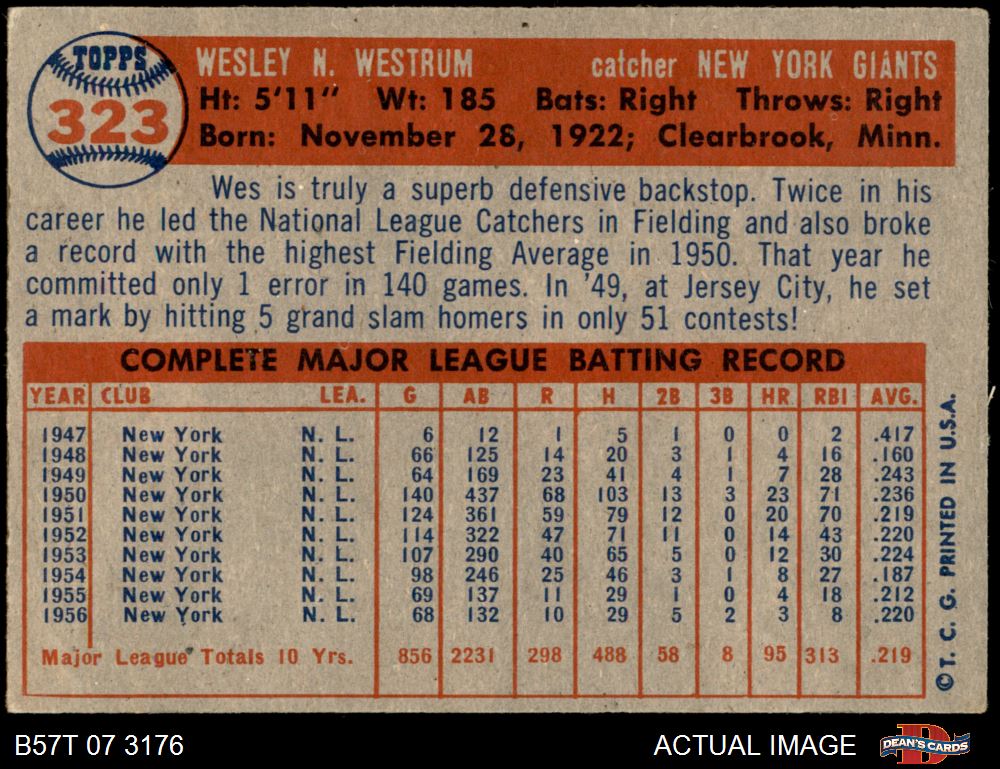 TOPPS
323
WESLEY N. WESTRUM catcher NEW YORK GIANTS
Ht: 5'11" Wt: 185 Bats: Right Throws: Right
Born: November 28, 1922; Clearbrook, Minn.
Wes is truly a superb defensive backstop. Twice in his
career he led the National League Catchers in Fielding and also broke
a record with the highest Fielding Average in 1950. That year he
committed only 1 error in 140 games. In '49, at Jersey City, he set
a mark by hitting 5 grand slam homers in only 51 contests!
COMPLETE MAJOR LEAGUE BATTING RECORD
YEAR CLUB LEA. G AB R H 2B 3B HR RBI AVG.
1947 New York N. L. 6 12 1 5 1 0 0 2 .417
1948 New York N. L. 66 125 14 20 3 1 4 16 .160
1949 New York N. L. 64 169 23 41 4 1 7 28 .243
1950 New York N. L. 140 437 68 103 13 3 23 71 .236
1951 New York N. L. 124 361 59 79 12 0 20 70 .219
1952 New York N. L. 114 322 47 71 11 0 14 43 .220
1953 New York N. L. 107 290 40 65 5 0 12 30 .224
1954 New York N. L. 98 246 25 46 3 1 8 27 .187
1955 New York N. L. 69 137 11 29 1 0 4 18 .212
1956 New York N. L. 68 132 10 29 5 2 3 8 .220
Major League Totals 10 Yrs. 856 2231 298 488 58 8 95 313 .219
© T. C. G. PRINTED IN U.S.A.
B57T 07 3176 ACTUAL IMAGE
DEAN'S CARDS